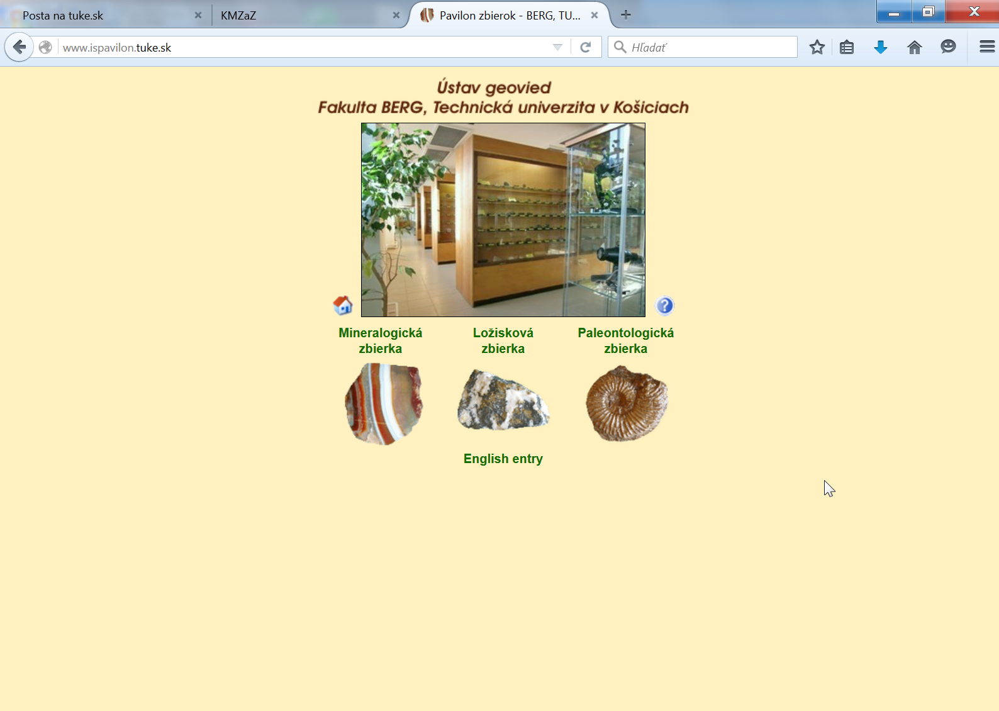 Posta na tuke.sk
KMZaZ
Pavilon zbierok - BERG, TU...
www.ispavilon.tuke.sk
Hľadať
Ústav geovied
Fakulta BERG, Technická univerzita v Košiciach
Mineralogická
zbierka
Ložisková
zbierka
Paleontologická
zbierka
English entry